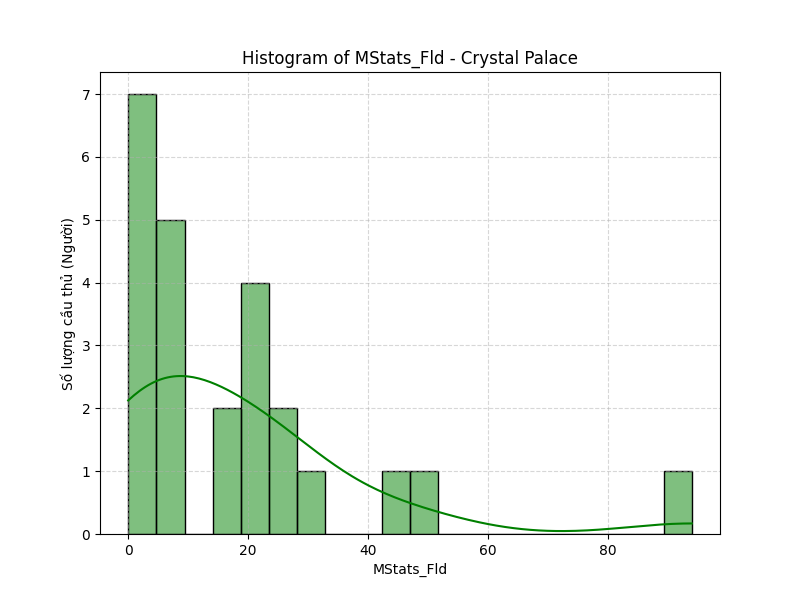 Histogram of MStats_Fld - Crystal Palace
Số lượng cầu thủ (Người)
7
6
5
4
3
2
1
0
0 20 40 60 80
MStats_Fld